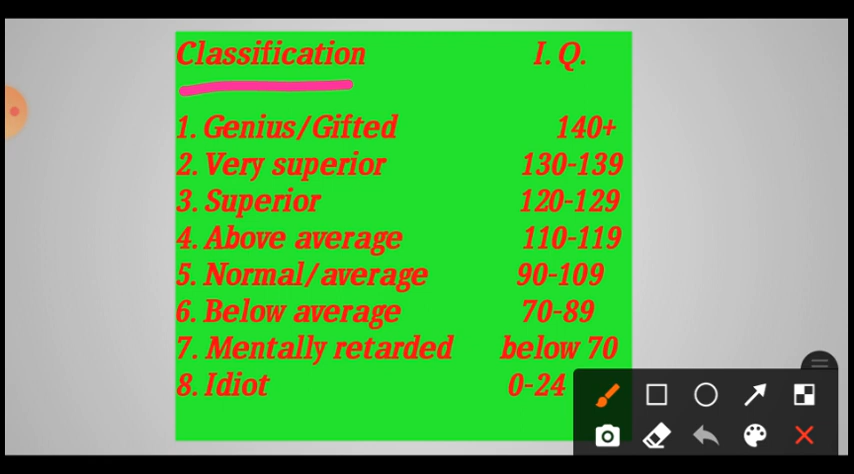 Classification I. Q.
1. Genius/Gifted 140+
2. Very superior 130-139
3. Superior 120-129
4. Above average 110-119
5. Normal/average 90-109
6. Below average 70-89
7. Mentally retarded below 70
8. Idiot 0-24